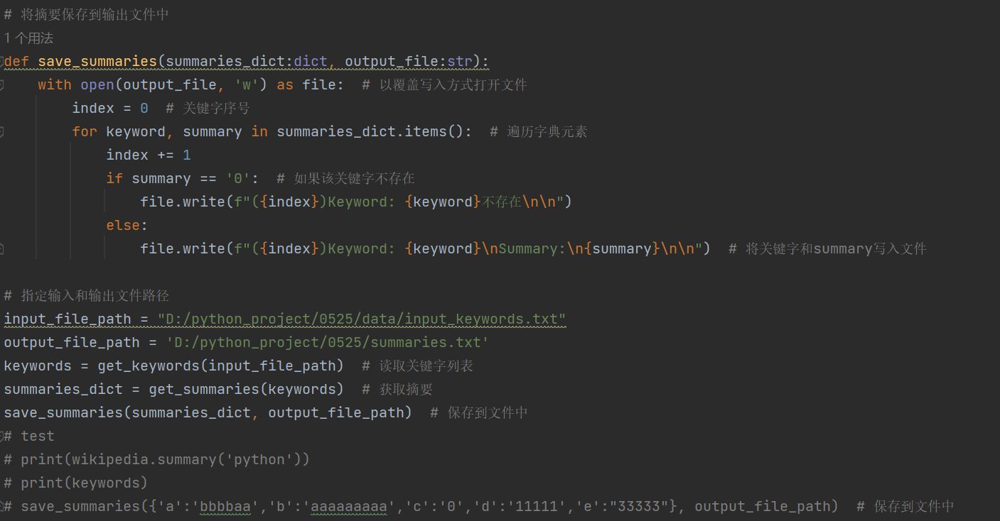 # 将摘要保存到输出文件中
1 个用法
def save_summaries(summaries_dict:dict, output_file:str):
    with open(output_file, 'w') as file:  # 以覆盖写入方式打开文件
        index = 0  # 关键字序号
        for keyword, summary in summaries_dict.items():  # 遍历字典元素
            index += 1
            if summary == '0':  # 如果该关键字不存在
                file.write(f"({index})Keyword: {keyword}不存在\n\n")
            else:
                file.write(f"({index})Keyword: {keyword}\nSummary:\n{summary}\n\n")  # 将关键字和summary写入文件
# 指定输入和输出文件路径
input_file_path = "D:/python_project/0525/data/input_keywords.txt"
output_file_path = 'D:/python_project/0525/summaries.txt'
keywords = get_keywords(input_file_path)  # 读取关键字列表
summaries_dict = get_summaries(keywords)  # 获取摘要
save_summaries(summaries_dict, output_file_path)  # 保存到文件中
# test
# print(wikipedia.summary('python'))
# print(keywords)
# save_summaries({'a':'bbbbaa','b':'aaaaaaaaa','c':'0','d':'11111','e':"33333"}, output_file_path)  # 保存到文件中